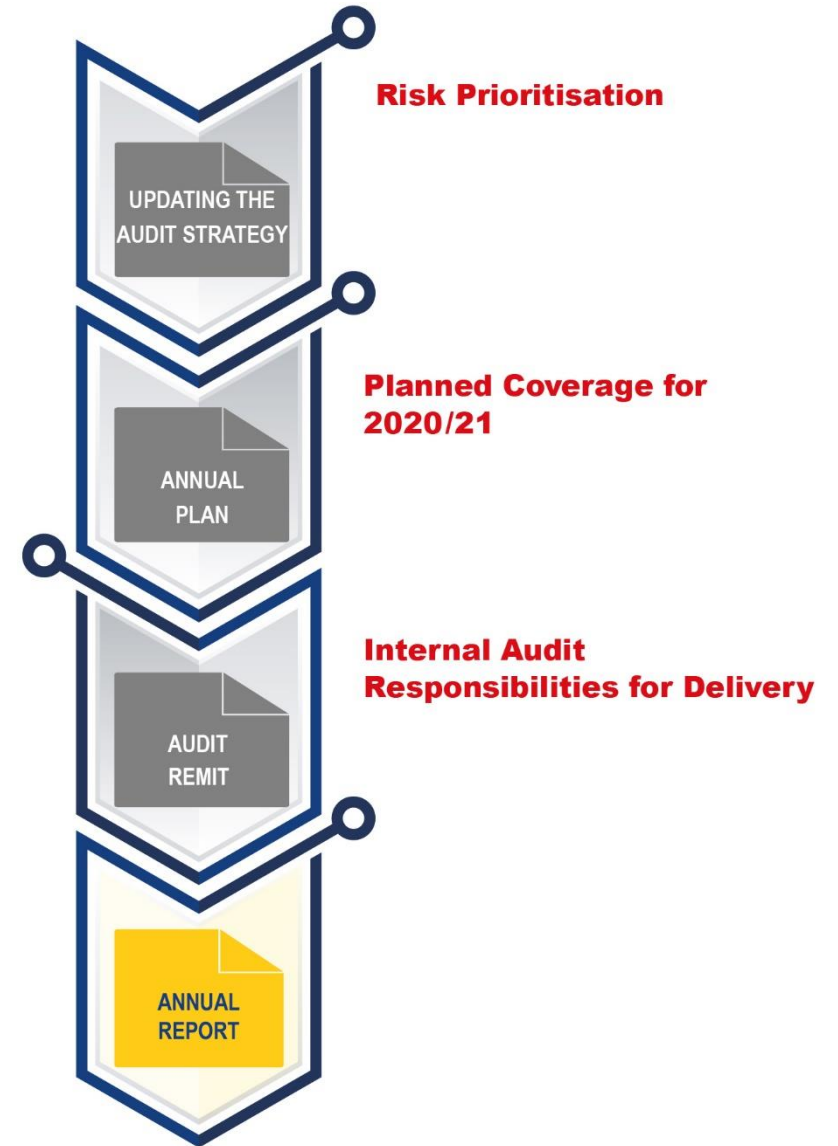 Risk Prioritisation
UPDATING THE
AUDIT STRATEGY
Planned Coverage for
2020/21
ANNUAL
PLAN
Internal Audit
Responsibilities for Delivery
AUDIT
REMIT
ANNUAL
REPORT